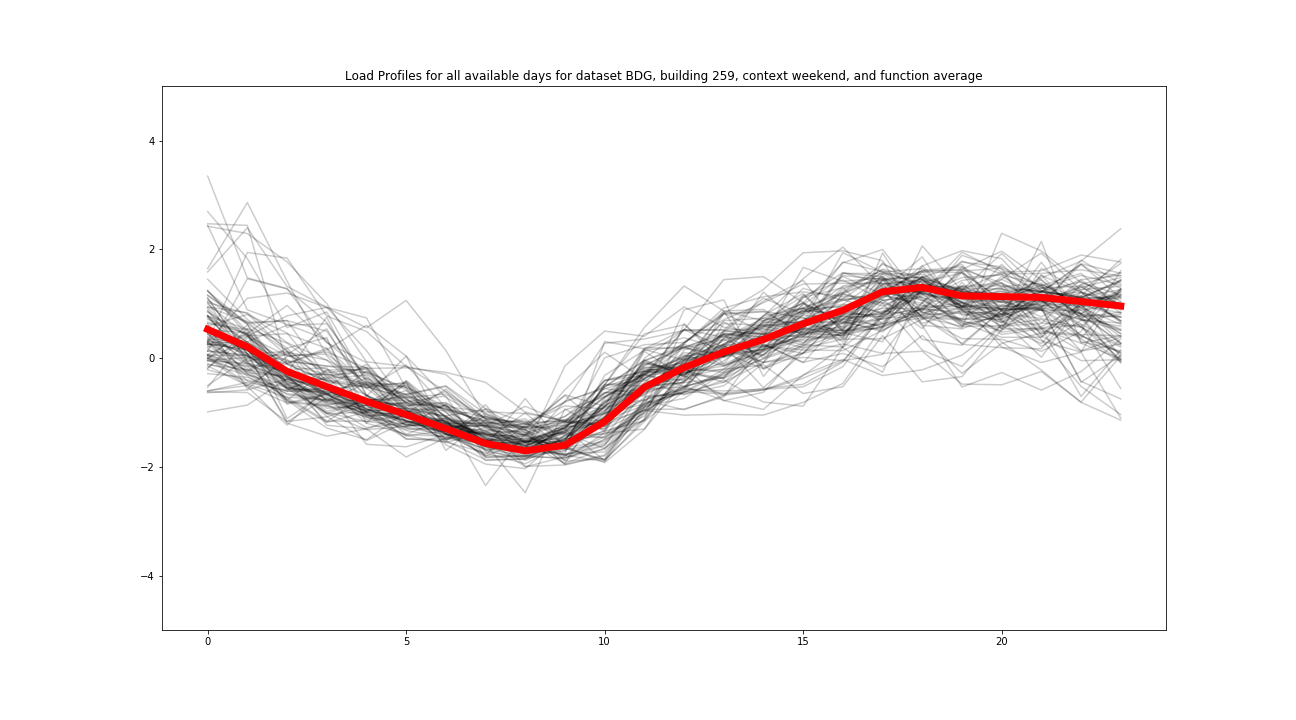 Load Profiles for all available days for dataset BDG, building 259, context weekend, and function average
4
2
0
−2
−4
0 5 10 15 20